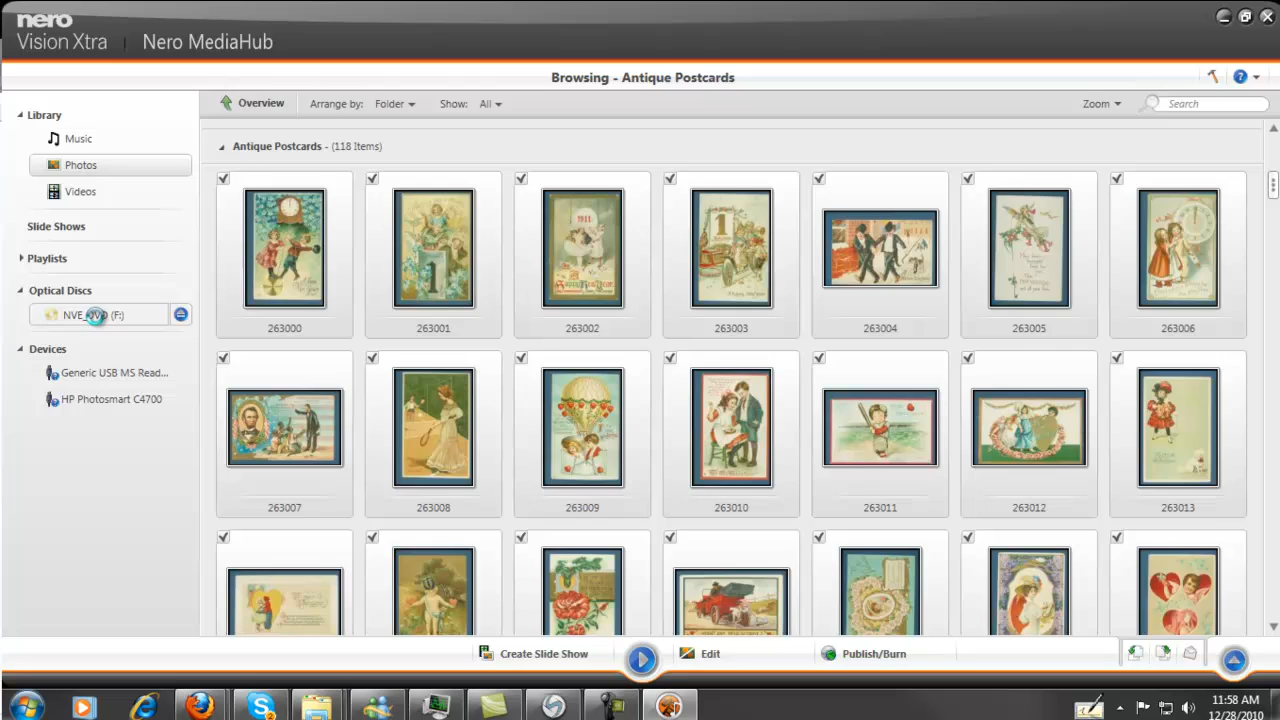 nero
Vision Xtra | Nero MediaHub
Browsing - Antique Postcards
Overview Arrange by: Folder Show: All Zoom Search
Library
Music
Photos
Videos
Slide Shows
Playlists
Optical Discs
(F:)
Devices
Generic USB MS Read...
HP Photosmart C4700
Antique Postcards - (118 Items)
263000 263001 263002 263003 263004 263005 263006
263007 263008 263009 263010 263011 263012 263013
Create Slide Show Edit Publish/Burn
11:58 AM
12/28/2010